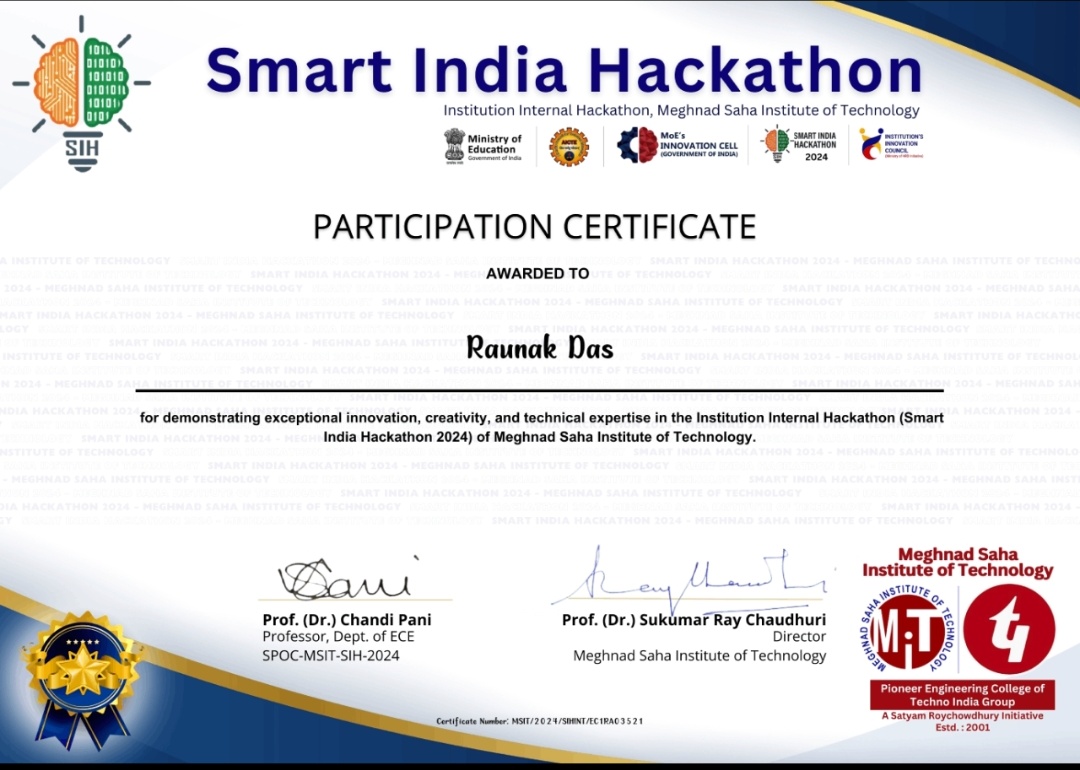 Smart India Hackathon
Institution Internal Hackathon, Meghnad Saha Institute of Technology
SIH
Ministry of
Education
Government of India
AICTE
MoE's
INNOVATION CELL
(GOVERNMENT OF INDIA)
SMART INDIA
HACKATHON
2024
INSTITUTION'S
INNOVATION
COUNCIL
PARTICIPATION CERTIFICATE
AWARDED TO
Raunak Das
for demonstrating exceptional innovation, creativity, and technical expertise in the Institution Internal Hackathon (Smart
India Hackathon 2024) of Meghnad Saha Institute of Technology.
Prof. (Dr.) Chandi Pani
Professor, Dept. of ECE
SPOC-MSIT-SIH-2024
Prof. (Dr.) Sukumar Ray Chaudhuri
Director
Meghnad Saha Institute of Technology
Meghnad Saha
Institute of Technology
MEGHNAD SAHA INSTITUTE OF TECHNOLOGY
MiT
Pioneer Engineering College of
Techno India Group
A Satyam Roychowdhury Initiative
Estd. : 2001
Certificate Number: MSIT/2024/SIHINT/EC1RA03521